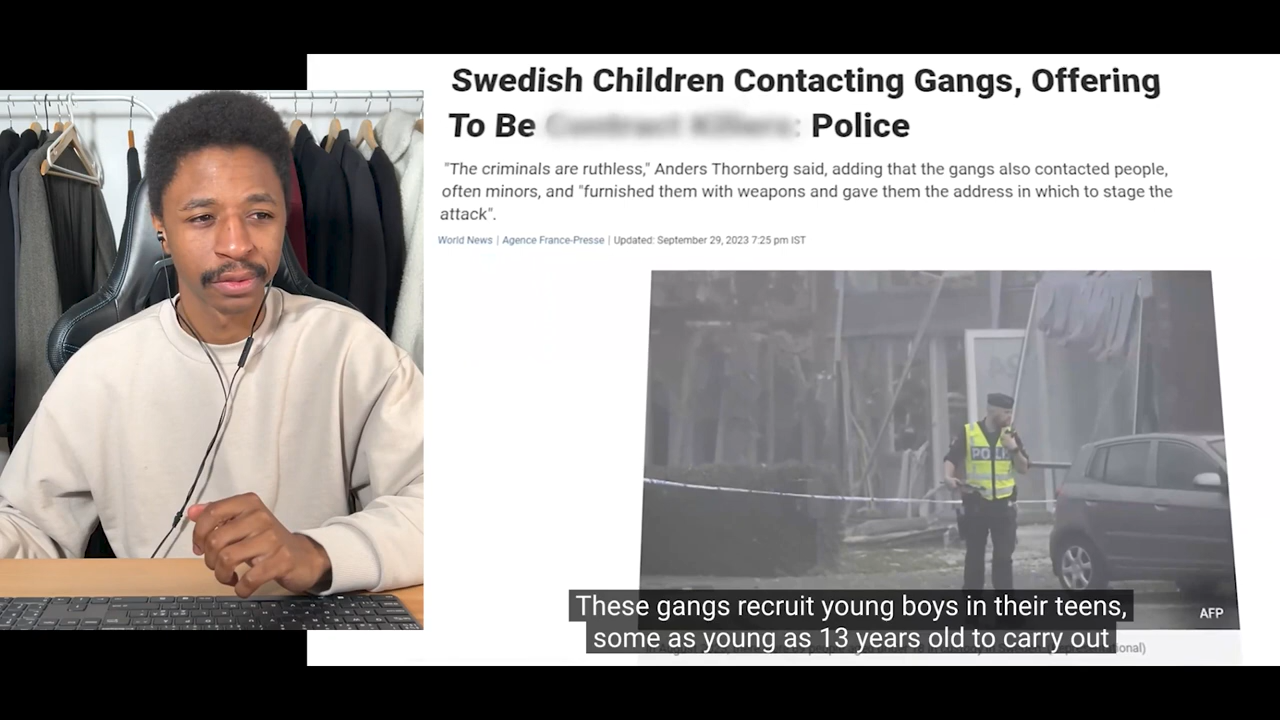 Swedish Children Contacting Gangs, Offering
To Be Police
"The criminals are ruthless," Anders Thornberg said, adding that the gangs also contacted people,
often minors, and "furnished them with weapons and gave them the address in which to stage the
attack".
World News | Agence France-Presse | Updated: September 29, 2023 7:25 pm IST
POLIS
AFP
These gangs recruit young boys in their teens,
some as young as 13 years old to carry out